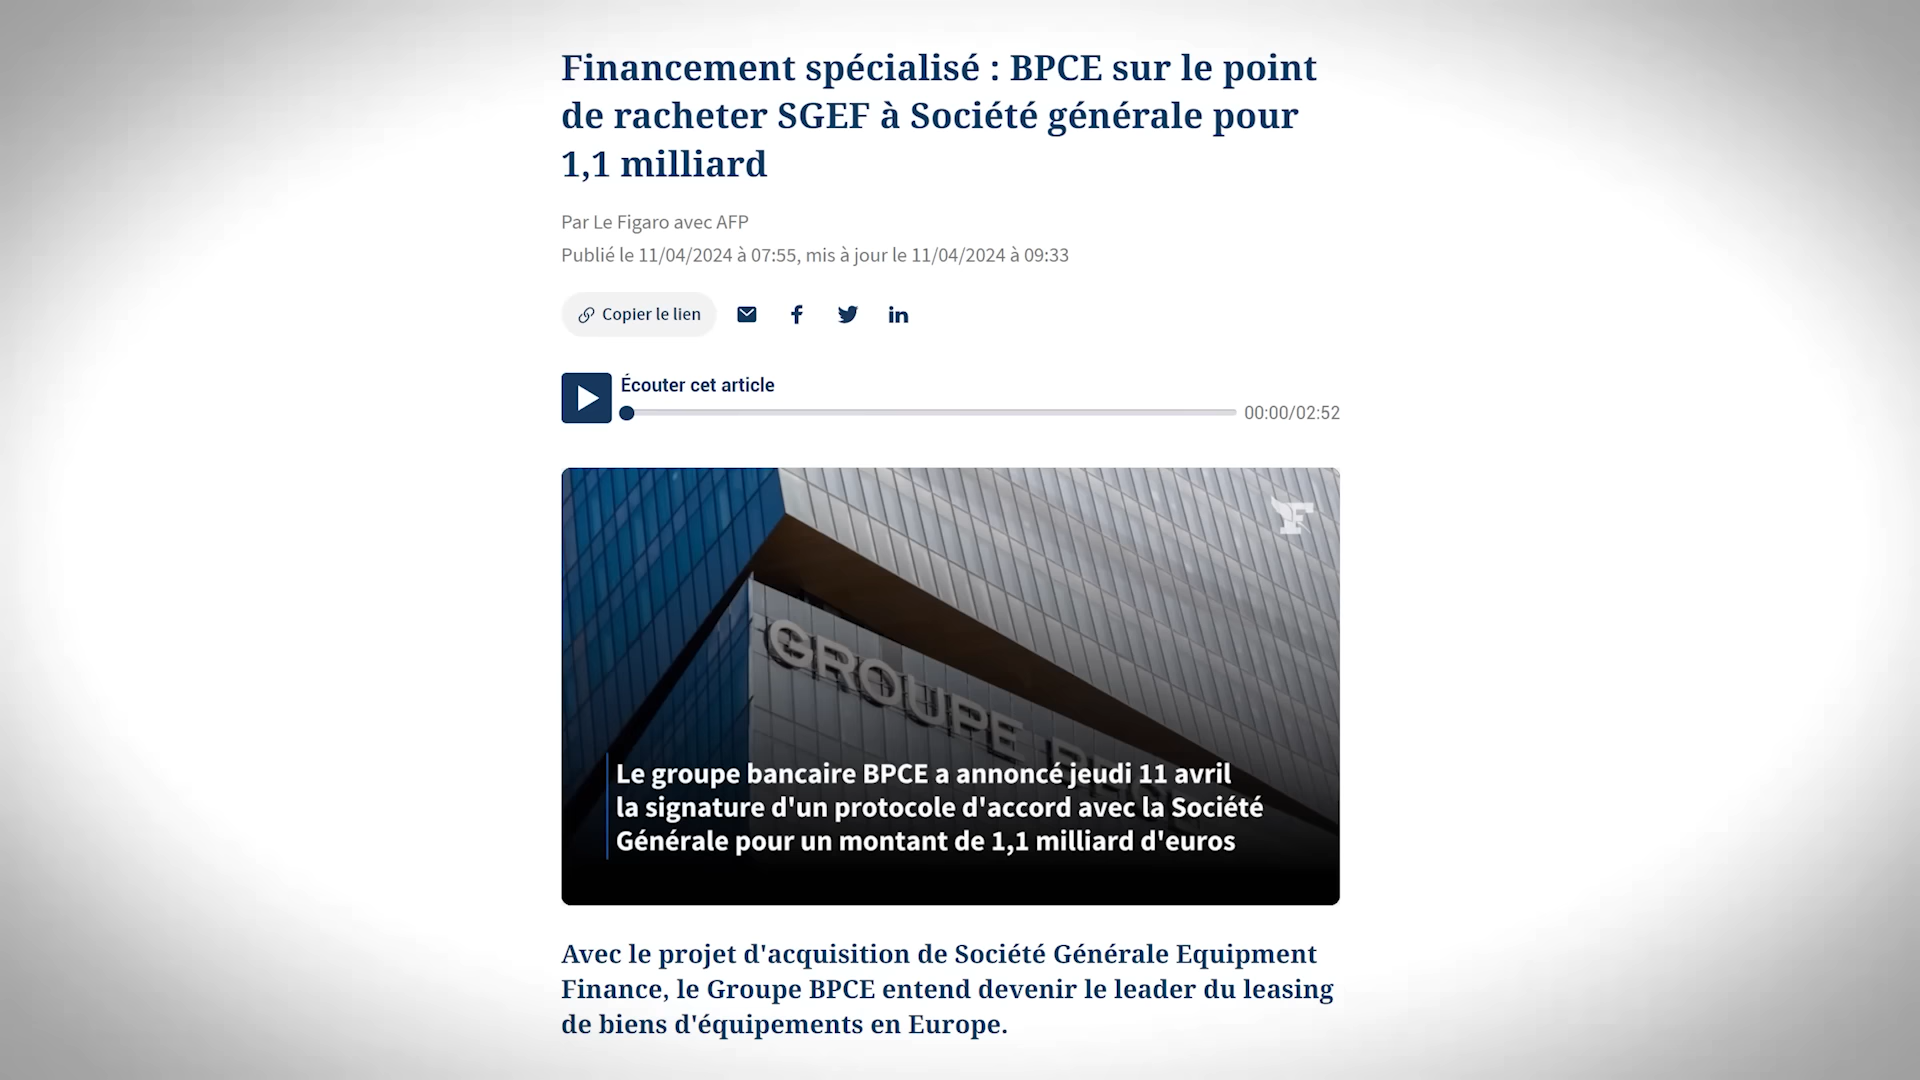 Financement spécialisé : BPCE sur le point
de racheter SGEF à Société générale pour
1,1 milliard
Par Le Figaro avec AFP
Publié le 11/04/2024 à 07:55, mis à jour le 11/04/2024 à 09:33
Copier le lien
Écouter cet article
00:00/02:52
F
GROUPE BPCE
Le groupe bancaire BPCE a annoncé jeudi 11 avril
la signature d'un protocole d'accord avec la Société
Générale pour un montant de 1,1 milliard d'euros
Avec le projet d'acquisition de Société Générale Equipment
Finance, le Groupe BPCE entend devenir le leader du leasing
de biens d'équipements en Europe.